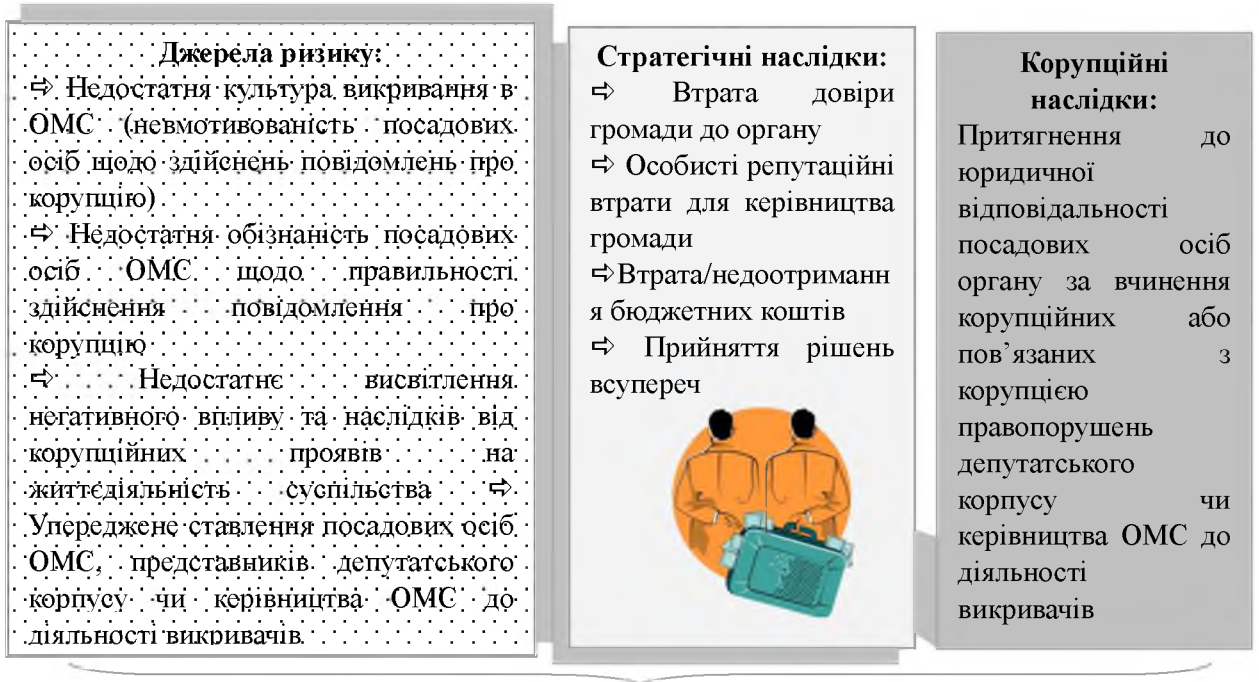 Джерела ризику:
⇨ Недостатня культура викривання в
ОМС (невмотивованість посадових
осіб щодо здійснень повідомлень про
корупцію)
⇨ Недостатня обізнаність посадових
осіб ОМС щодо правильності
здійснення повідомлення про
корупцію
⇨ Недостатнє висвітлення
негативного впливу та наслідків від
корупційних проявів на
життєдіяльність суспільства ⇨
Упереджене ставлення посадових осіб
ОМС, представників депутатського
корпусу чи керівництва ОМС до
діяльності викривачів
Стратегічні наслідки:
⇨ Втрата довіри
громади до органу
⇨ Особисті репутаційні
втрати для керівництва
громади
⇨Втрата/недоотриманн
я бюджетних коштів
⇨ Прийняття рішень
всупереч
Корупційні
наслідки:
Притягнення до
юридичної
відповідальності
посадових осіб
органу за вчинення
корупційних або
пов’язаних з
корупцією
правопорушень
депутатського
корпусу чи
керівництва ОМС до
діяльності
викривачів